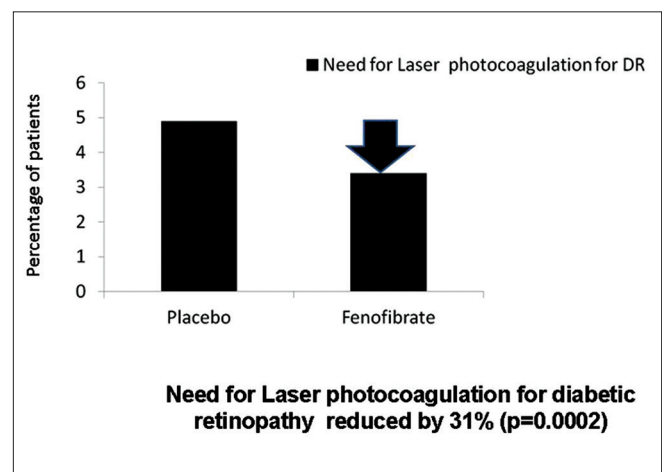 Need for Laser photocoagulation for DR
Percentage of patients
6
5
4
3
2
1
0
Placebo Fenofibrate
Need for Laser photocoagulation for diabetic
retinopathy reduced by 31% (p=0.0002)